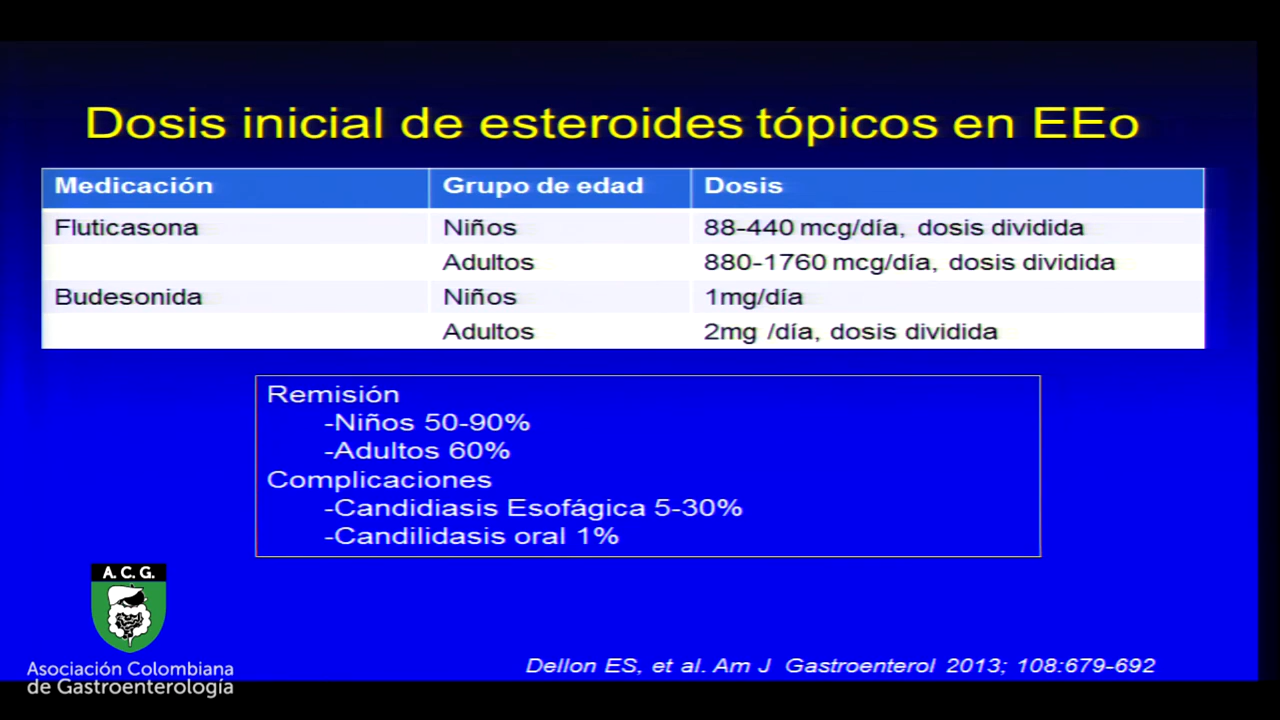 Dosis inicial de esteroides tópicos en EEo
Medicación Grupo de edad Dosis
Fluticasona Niños 88-440 mcg/día, dosis dividida
Adultos 880-1760 mcg/día, dosis dividida
Budesonida Niños 1mg/día
Adultos 2mg /día, dosis dividida
Remisión
-Niños 50-90%
-Adultos 60%
Complicaciones
-Candidiasis Esofágica 5-30%
-Candilidasis oral 1%
A. C. G.
Asociación Colombiana
de Gastroenterología
Dellon ES, et al. Am J Gastroenterol 2013; 108:679-692